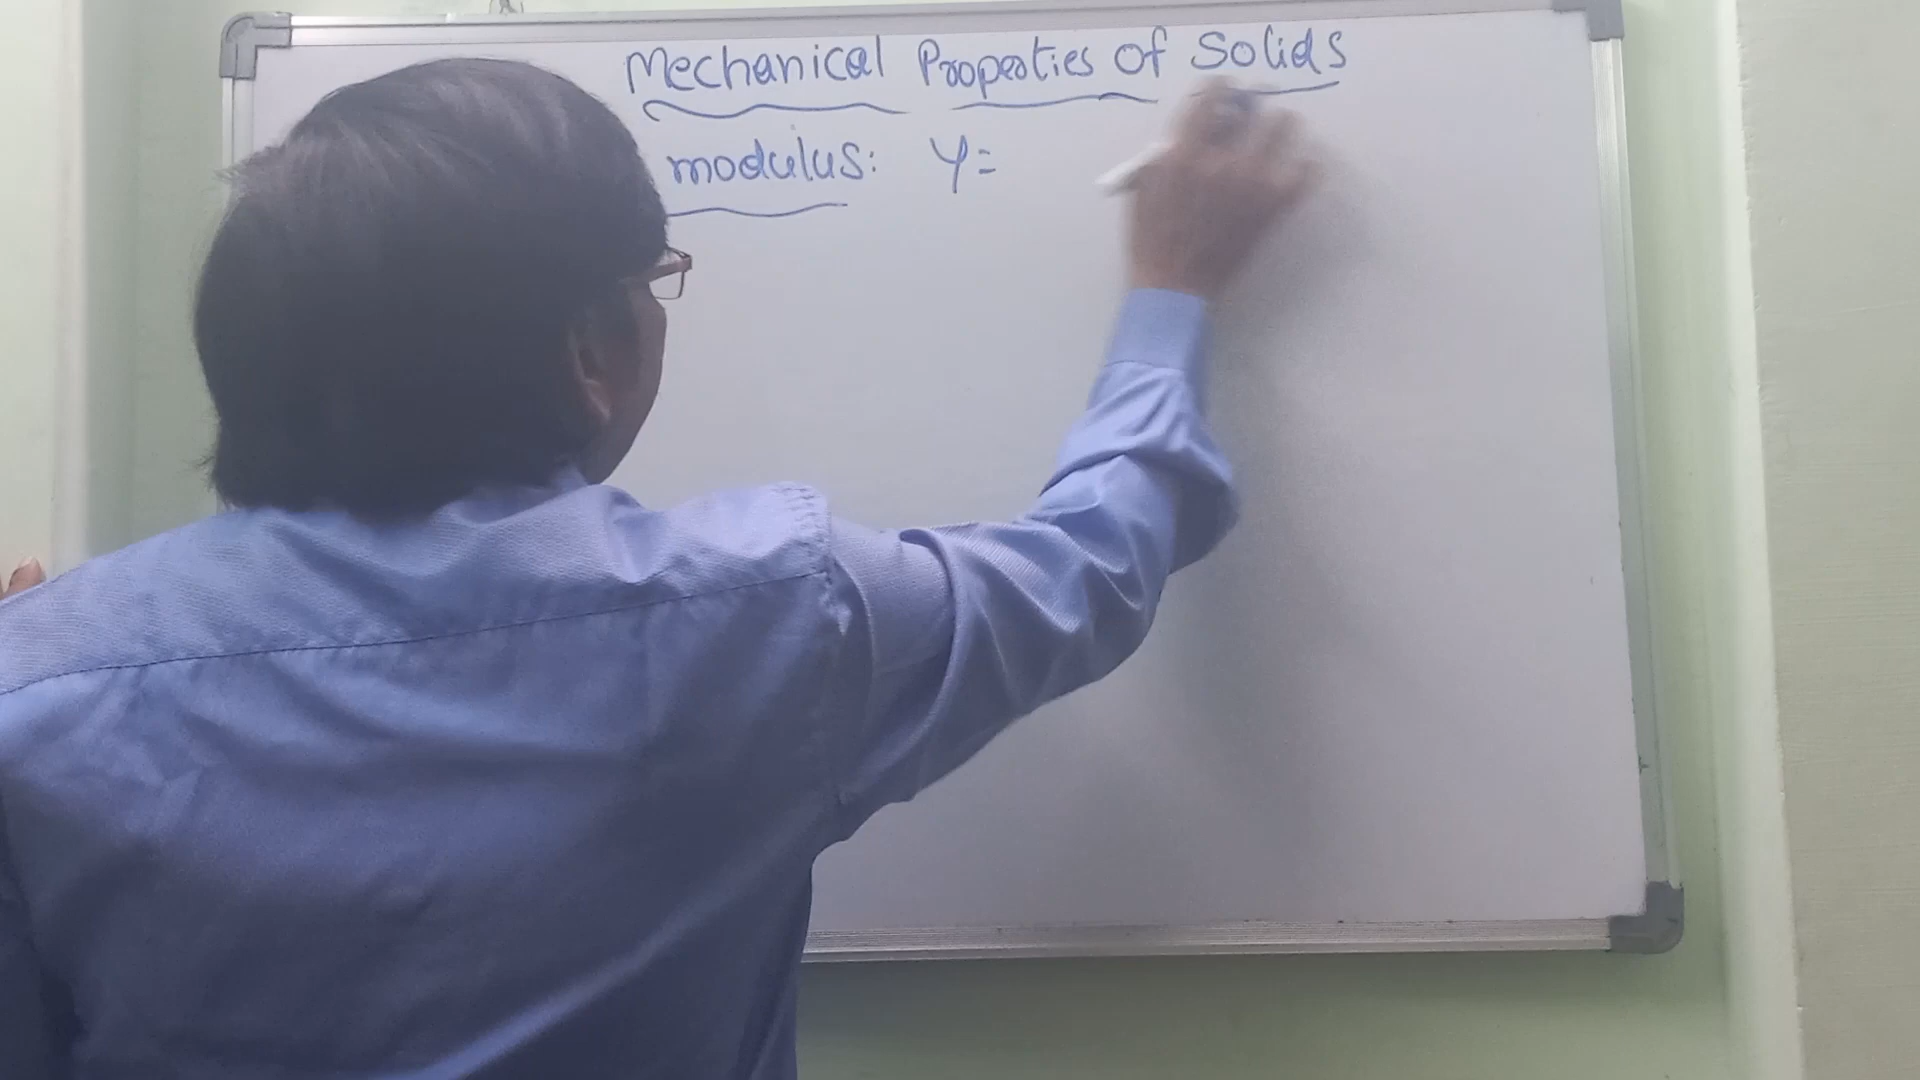 Mechanical Properties Of Solids
modulus: Y=